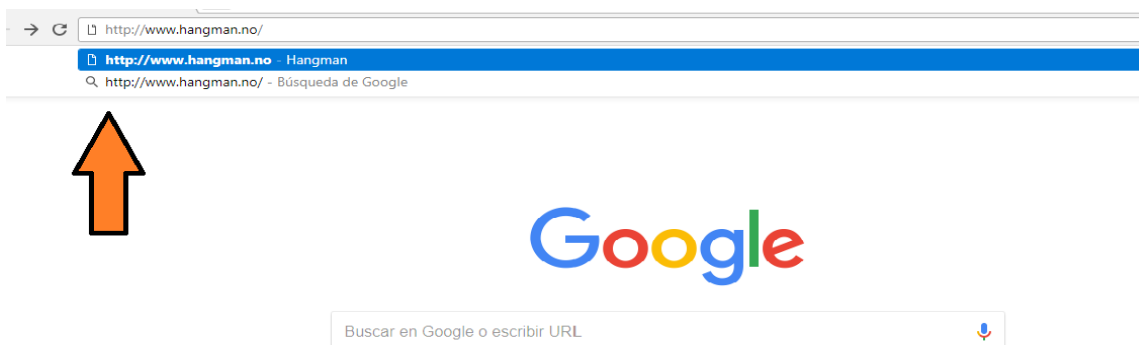 http://www.hangman.no/
http://www.hangman.no - Hangman
http://www.hangman.no/ - Búsqueda de Google
Google
Buscar en Google o escribir URL